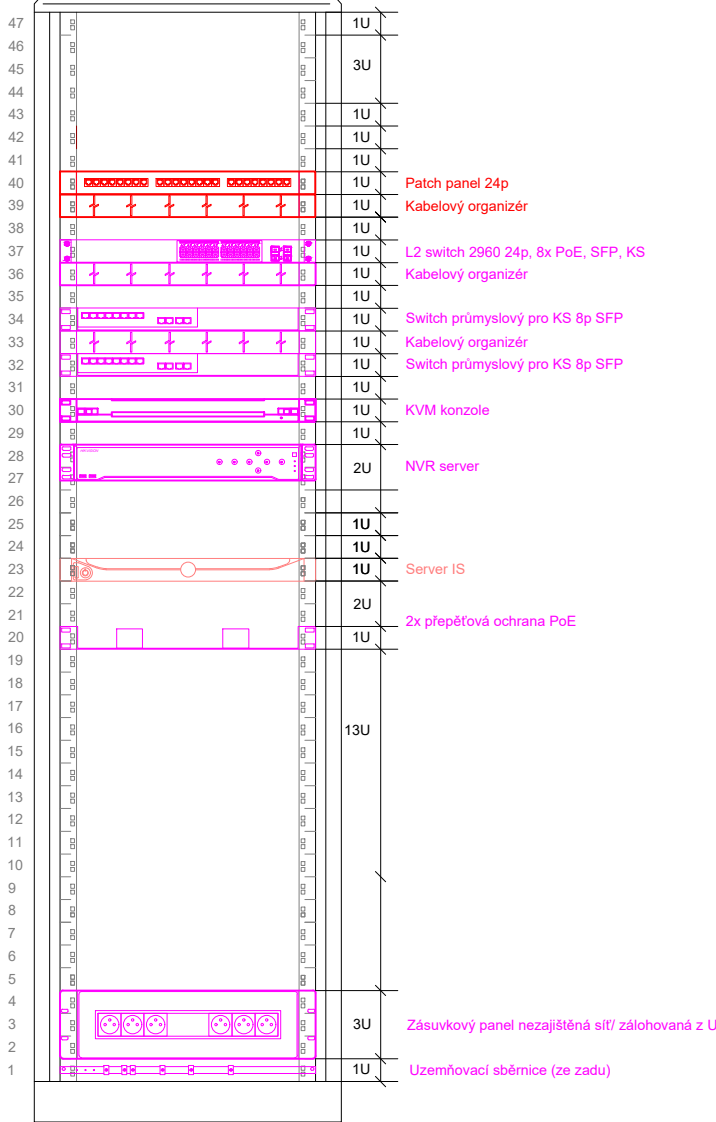 47 1U
46
45 3U
44
43 1U
42 1U
41 1U
40 1U Patch panel 24p
39 1U Kabelový organizér
38 1U
37 1U L2 switch 2960 24p, 8x PoE, SFP, KS
36 1U Kabelový organizér
35 1U
34 1U Switch průmyslový pro KS 8p SFP
33 1U Kabelový organizér
32 1U Switch průmyslový pro KS 8p SFP
31 1U
30 1U KVM konzole
29 1U
28
2U NVR server
27
26
25 1U
24 1U
23 1U Server IS
22
2U
21
2x přepěťová ochrana PoE
20 1U
19
18
17
16 13U
15
14
13
12
11
10
9
8
7
6
5
4
3 3U Zásuvkový panel nezajištěná síť/ zálohovaná z U
2
1 1U Uzemňovací sběrnice (ze zadu)